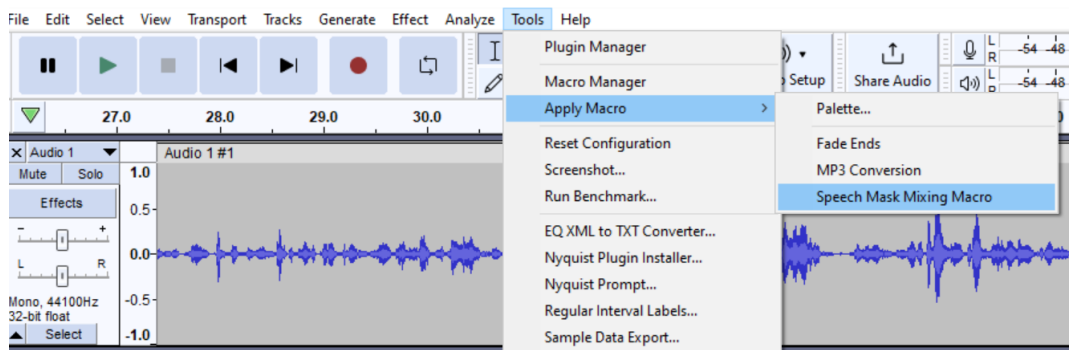 File Edit Select View Transport Tracks Generate Effect Analyze Tools Help
Plugin Manager
Macro Manager
Apply Macro
Reset Configuration
Screenshot...
Run Benchmark...
EQ XML to TXT Converter...
Nyquist Plugin Installer...
Nyquist Prompt...
Regular Interval Labels...
Sample Data Export...
Palette...
Fade Ends
MP3 Conversion
Speech Mask Mixing Macro
Setup
Share Audio
L
R
-54 -48
L
-54 -48
27.0 28.0 29.0 30.0
Audio 1
Audio 1 #1
Mute Solo
Effects
- +
L R
Mono, 44100Hz
32-bit float
Select
1.0
0.5-
0.0-
-0.5-
-1.0